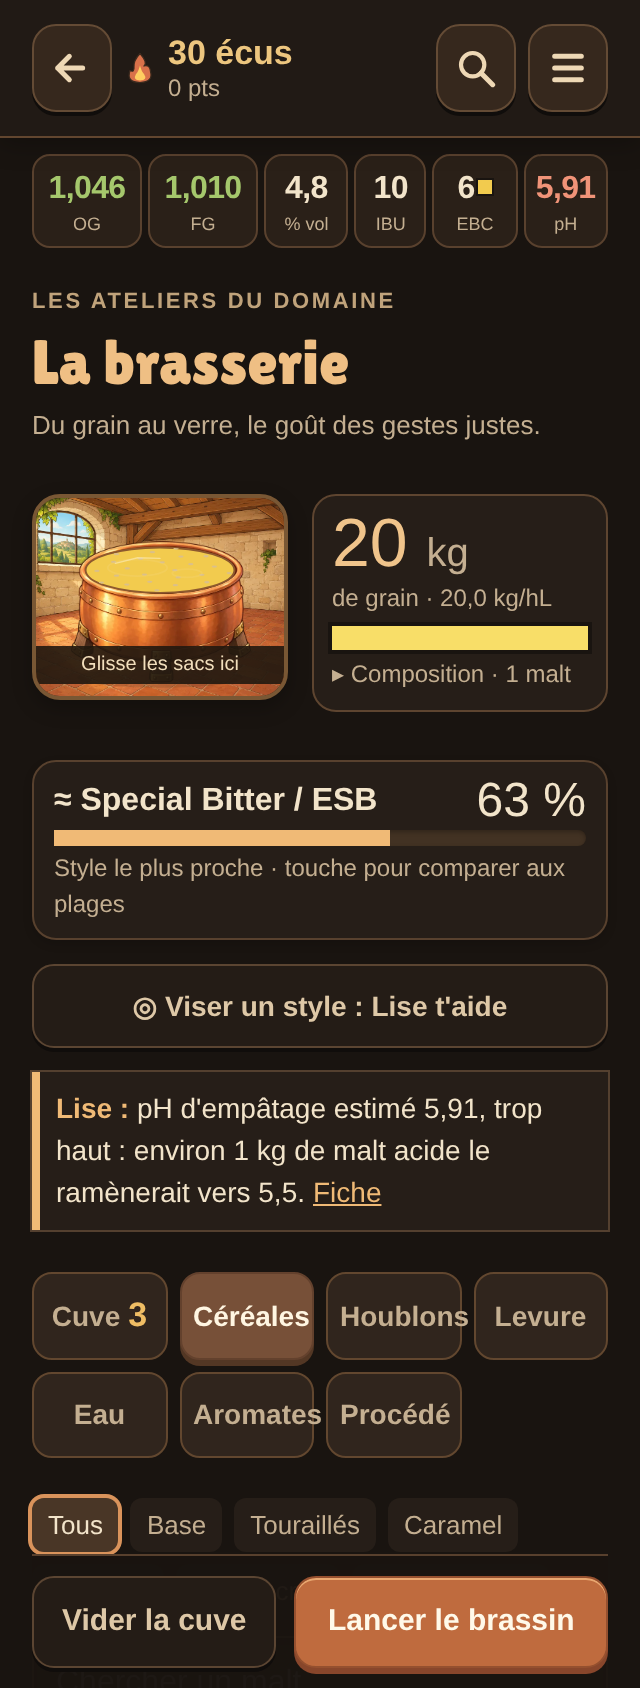 30 écus
0 pts
1,046
OG
1,010
FG
4,8
% vol
10
IBU
6
EBC
5,91
pH
LES ATELIERS DU DOMAINE
La brasserie
Du grain au verre, le goût des gestes justes.
Glisse les sacs ici
20 kg
de grain · 20,0 kg/hL
▸ Composition · 1 malt
≈ Special Bitter / ESB
63 %
Style le plus proche · touche pour comparer aux
plages
◎ Viser un style : Lise t'aide
Lise : pH d'empâtage estimé 5,91, trop
haut : environ 1 kg de malt acide le
ramènerait vers 5,5. Fiche
Cuve 3
Céréales
Houblons
Levure
Eau
Aromates
Procédé
Tous
Base
Touraillés
Caramel
Vider la cuve
Lancer le brassin
Chercher un malt